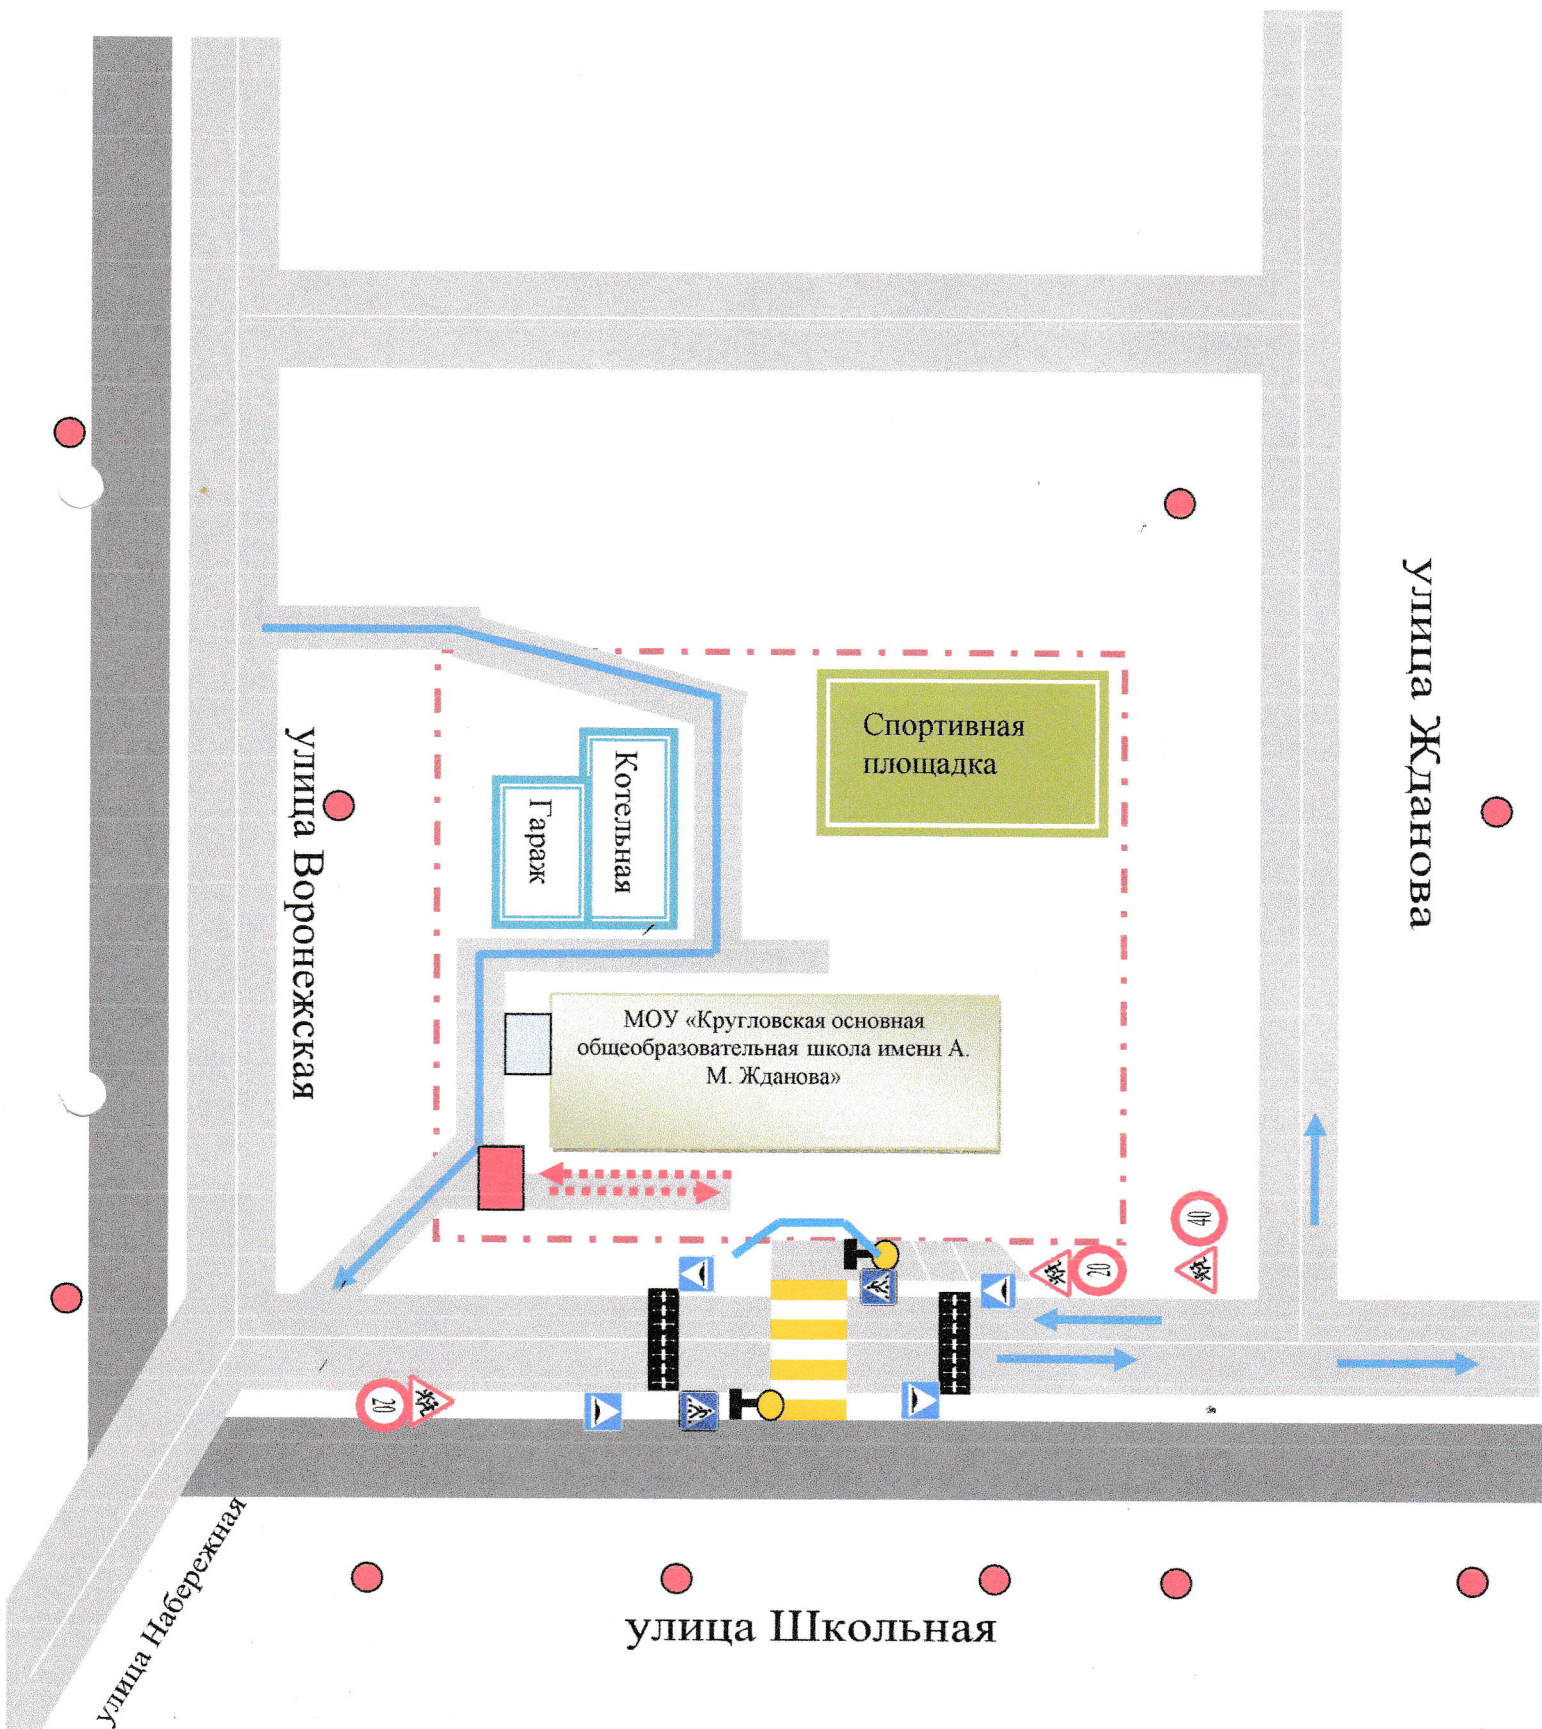 улица Жданова
Спортивная
площадка
улица Воронежская
Котельная
Гараж
МОУ «Кругловская основная
общеобразовательная школа имени А.
М. Жданова»
40
20
20
улица Набережная
улица Школьная